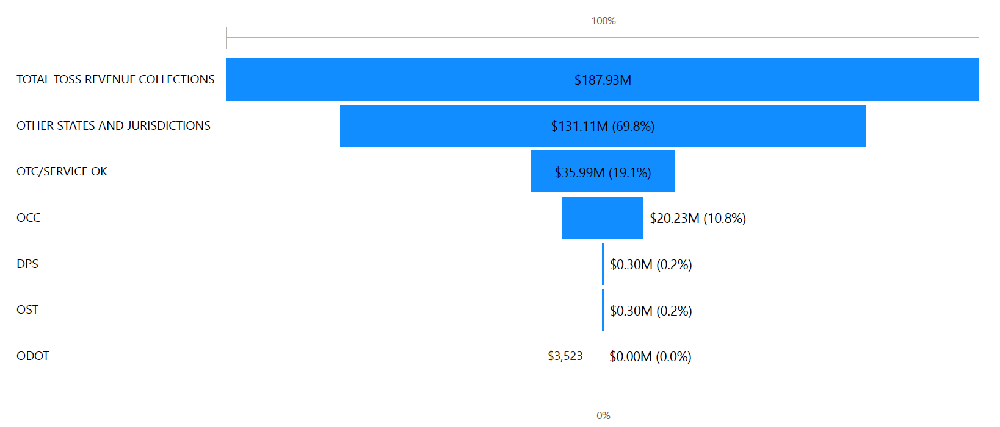 100%
TOTAL TOSS REVENUE COLLECTIONS $187.93M
OTHER STATES AND JURISDICTIONS $131.11M (69.8%)
OTC/SERVICE OK $35.99M (19.1%)
OCC $20.23M (10.8%)
DPS $0.30M (0.2%)
OST $0.30M (0.2%)
ODOT $3,523 $0.00M (0.0%)
0%